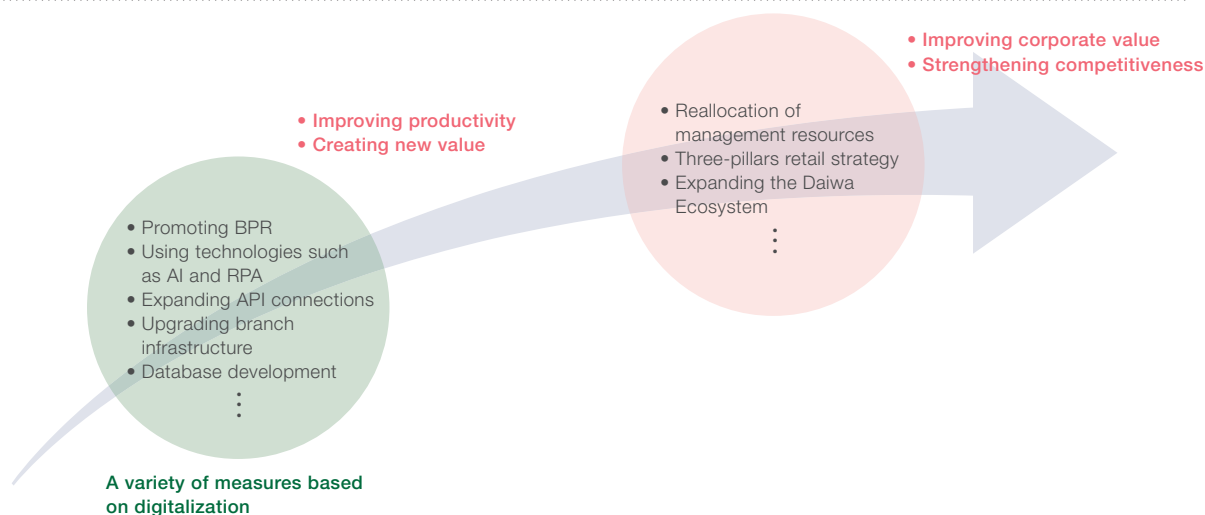 • Improving corporate value
• Strengthening competitiveness
• Improving productivity
• Creating new value
• Reallocation of
management resources
• Three-pillars retail strategy
• Expanding the Daiwa
Ecosystem
⋮
• Promoting BPR
• Using technologies such
as AI and RPA
• Expanding API connections
• Upgrading branch
infrastructure
• Database development
⋮
A variety of measures based
on digitalization